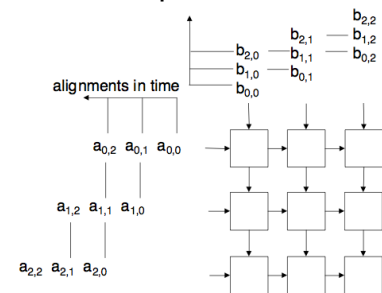 b2,2
b2,1 b1,2
b2,0 b1,1 b0,2
b1,0 b0,1
b0,0
alignments in time
a0,2 a0,1 a0,0
a1,2 a1,1 a1,0
a2,2 a2,1 a2,0